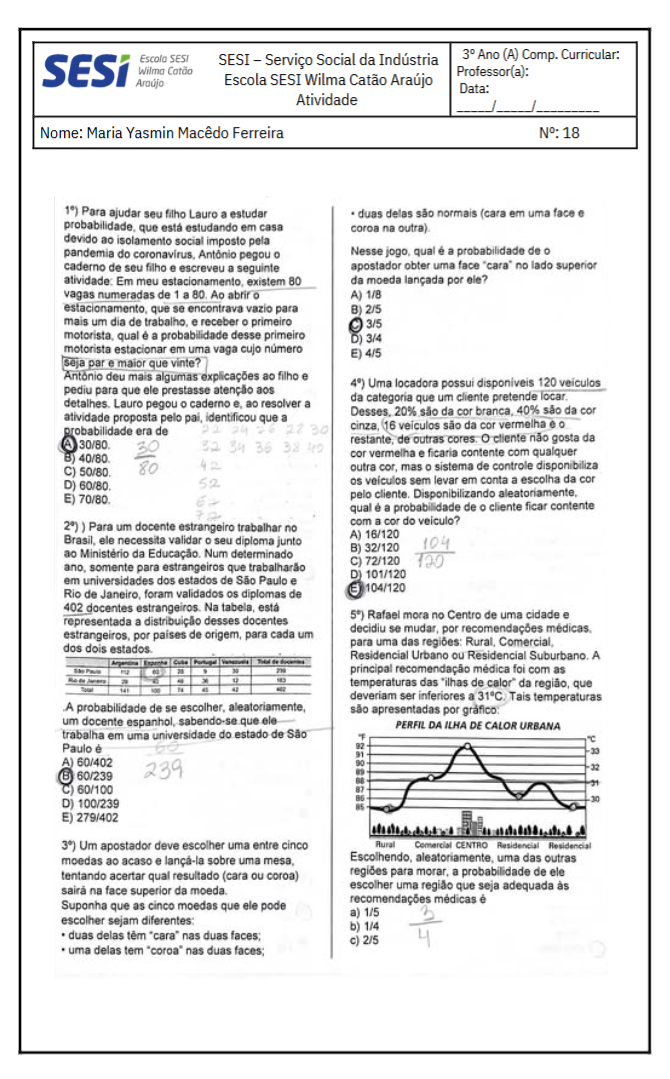 SESI
Escola SESI
Wilma Catão
Araújo
SESI – Serviço Social da Indústria
Escola SESI Wilma Catão Araújo
Atividade
3º Ano (A) Comp. Curricular:
Professor(a):
Data:
_____/_____/_________
Nome: Maria Yasmin Macêdo Ferreira Nº: 18
1º) Para ajudar seu filho Lauro a estudar
probabilidade, que está estudando em casa
devido ao isolamento social imposto pela
pandemia do coronavírus, Antônio pegou o
caderno de seu filho e escreveu a seguinte
atividade: Em meu estacionamento, existem 80
vagas numeradas de 1 a 80. Ao abrir o
estacionamento, que se encontrava vazio para
mais um dia de trabalho, e receber o primeiro
motorista, qual é a probabilidade desse primeiro
motorista estacionar em uma vaga cujo número
seja par e maior que vinte?
Antônio deu mais algumas explicações ao filho e
pediu para que ele prestasse atenção aos
detalhes. Lauro pegou o caderno e, ao resolver a
atividade proposta pelo pai, identificou que a
probabilidade era de
22 24 26 28 30
A) 30/80. 30 32 34 36 38 40
B) 40/80. 80 42
C) 50/80.
D) 60/80. 52
E) 70/80. 62
72
2º) ) Para um docente estrangeiro trabalhar no
Brasil, ele necessita validar o seu diploma junto
ao Ministério da Educação. Num determinado
ano, somente para estrangeiros que trabalharão
em universidades dos estados de São Paulo e
Rio de Janeiro, foram validados os diplomas de
402 docentes estrangeiros. Na tabela, está
representada a distribuição desses docentes
estrangeiros, por países de origem, para cada um
dos dois estados.
Argentina Espanha Cuba Portugal Venezuela Total de docentes
São Paulo 112 60 28 9 30 239
Rio de Janeiro 29 40 46 36 12 163
Total 141 100 74 45 42 402
.A probabilidade de se escolher, aleatoriamente,
um docente espanhol, sabendo-se que ele
trabalha em uma universidade do estado de São
Paulo é 60
A) 60/402 239
B) 60/239
C) 60/100
D) 100/239
E) 279/402
3º) Um apostador deve escolher uma entre cinco
moedas ao acaso e lançá-la sobre uma mesa,
tentando acertar qual resultado (cara ou coroa)
sairá na face superior da moeda.
Suponha que as cinco moedas que ele pode
escolher sejam diferentes:
• duas delas têm “cara” nas duas faces;
• uma delas tem “coroa” nas duas faces;
• duas delas são normais (cara em uma face e
coroa na outra).
Nesse jogo, qual é a probabilidade de o
apostador obter uma face “cara” no lado superior
da moeda lançada por ele?
A) 1/8
B) 2/5
C) 3/5
D) 3/4
E) 4/5
4º) Uma locadora possui disponíveis 120 veículos
da categoria que um cliente pretende locar.
Desses, 20% são da cor branca, 40% são da cor
cinza, 16 veículos são da cor vermelha e o
restante, de outras cores. O cliente não gosta da
cor vermelha e ficaria contente com qualquer
outra cor, mas o sistema de controle disponibiliza
os veículos sem levar em conta a escolha da cor
pelo cliente. Disponibilizando aleatoriamente,
qual é a probabilidade de o cliente ficar contente
com a cor do veículo?
A) 16/120
B) 32/120 104
C) 72/120 120
D) 101/120
E) 104/120
5º) Rafael mora no Centro de uma cidade e
decidiu se mudar, por recomendações médicas,
para uma das regiões: Rural, Comercial,
Residencial Urbano ou Residencial Suburbano. A
principal recomendação médica foi com as
temperaturas das “ilhas de calor” da região, que
deveriam ser inferiores a 31°C. Tais temperaturas
são apresentadas por gráfico:
PERFIL DA ILHA DE CALOR URBANA
°F °C
92
91 33
90
89 32
88
87 31
86 30
85
Rural Comercial CENTRO Residencial Residencial
Escolhendo, aleatoriamente, uma das outras
regiões para morar, a probabilidade de ele
escolher uma região que seja adequada às
recomendações médicas é
a) 1/5 3
b) 1/4 4
c) 2/5